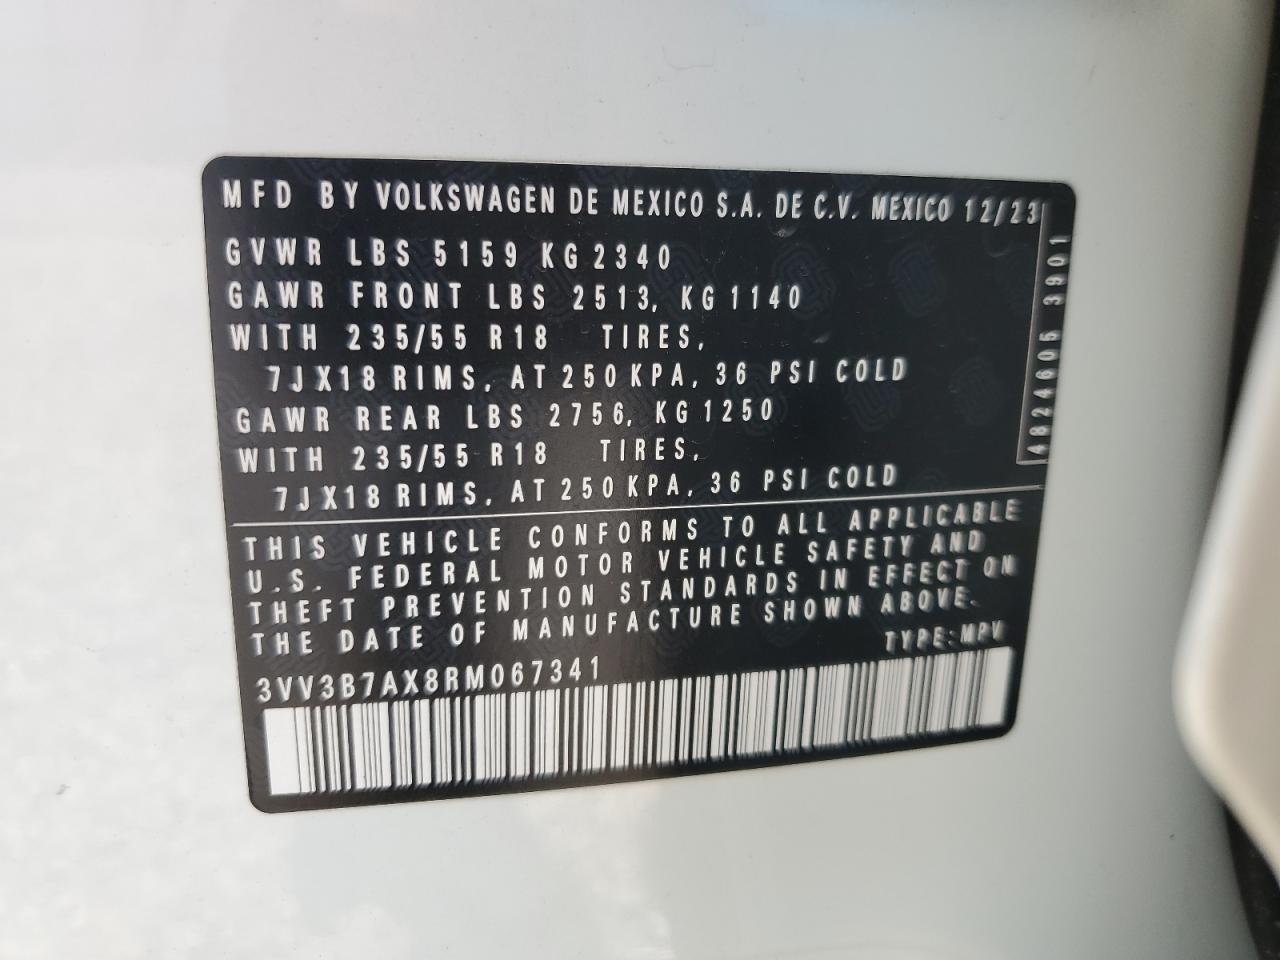 MFD BY VOLKSWAGEN DE MEXICO S.A. DE C.V. MEXICO 12/23
GVWR LBS 5159 KG 2340
GAWR FRONT LBS 2513, KG 1140
WITH 235/55 R18 TIRES,
7JX18 RIMS, AT 250 KPA, 36 PSI COLD
GAWR REAR LBS 2756, KG 1250
WITH 235/55 R18 TIRES,
7JX18 RIMS, AT 250 KPA, 36 PSI COLD
4824605 3901
THIS VEHICLE CONFORMS TO ALL APPLICABLE
U.S. FEDERAL MOTOR VEHICLE SAFETY AND
THEFT PREVENTION STANDARDS IN EFFECT ON
THE DATE OF MANUFACTURE SHOWN ABOVE.
TYPE: MPV
3VV3B7AX8RM067341